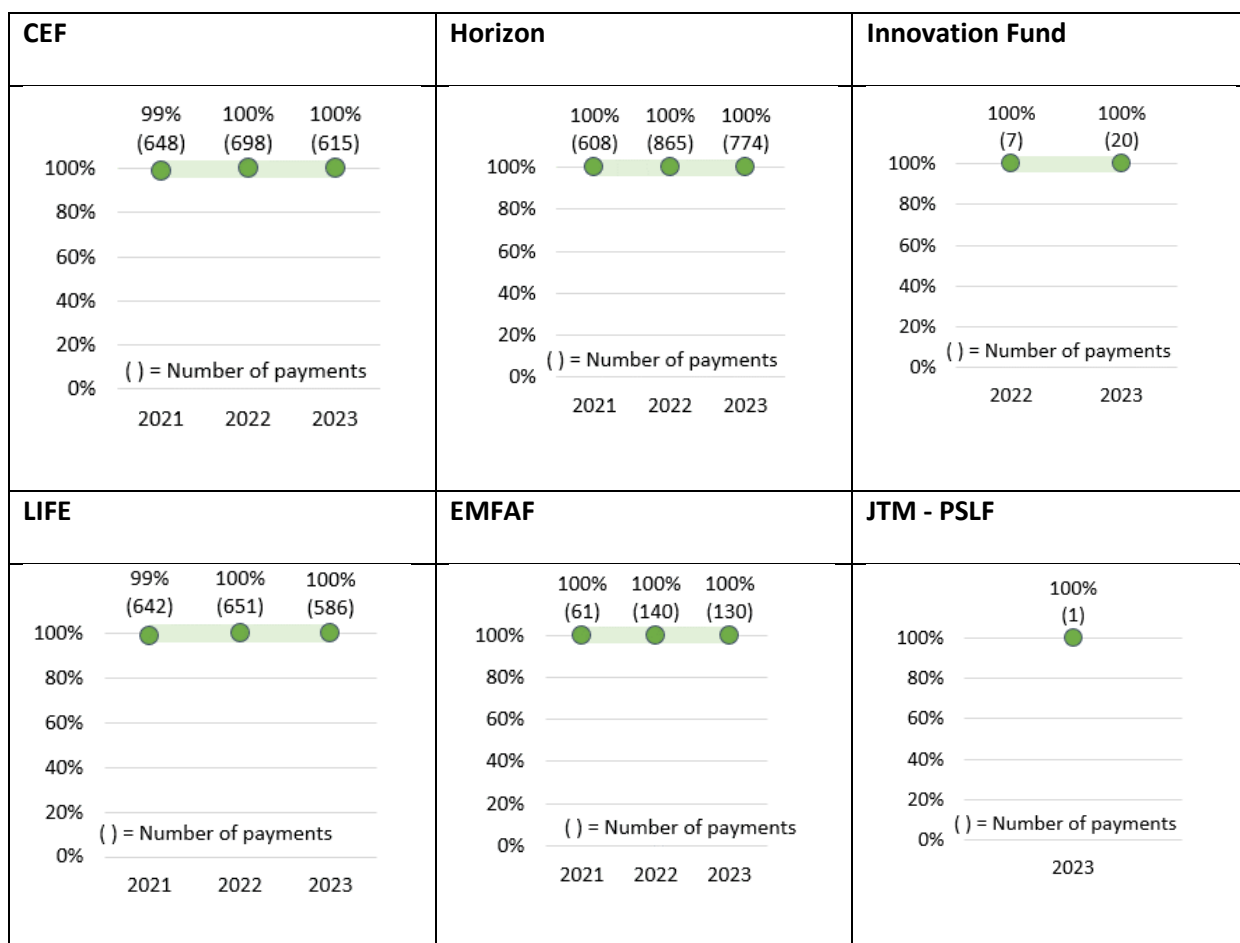 CEF
99% 100% 100%
(648) (698) (615)
100%
80%
60%
40%
20%
( ) = Number of payments
0%
2021 2022 2023
Horizon
100% 100% 100%
(608) (865) (774)
100%
80%
60%
40%
20%
( ) = Number of payments
0%
2021 2022 2023
Innovation Fund
100% 100%
(7) (20)
100%
80%
60%
40%
20%
( ) = Number of payments
0%
2022 2023
LIFE
99% 100% 100%
(642) (651) (586)
100%
80%
60%
40%
20%
( ) = Number of payments
0%
2021 2022 2023
EMFAF
100% 100% 100%
(61) (140) (130)
100%
80%
60%
40%
20%
( ) = Number of payments
0%
2021 2022 2023
JTM - PSLF
100%
(1)
100%
80%
60%
40%
20%
( ) = Number of payments
0%
2023